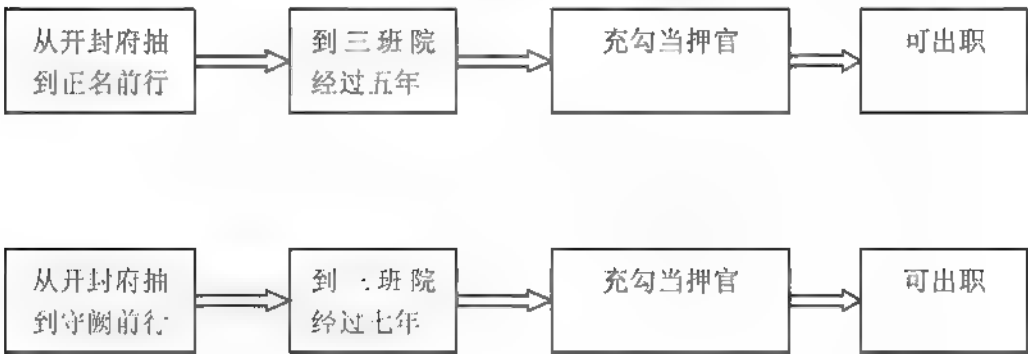 从开封府抽
到正名前行
到三班院
经过五年
充勾当押官
可出职
从开封府抽
到守阙前行
到班院
经过七年
充勾当押官
可出职